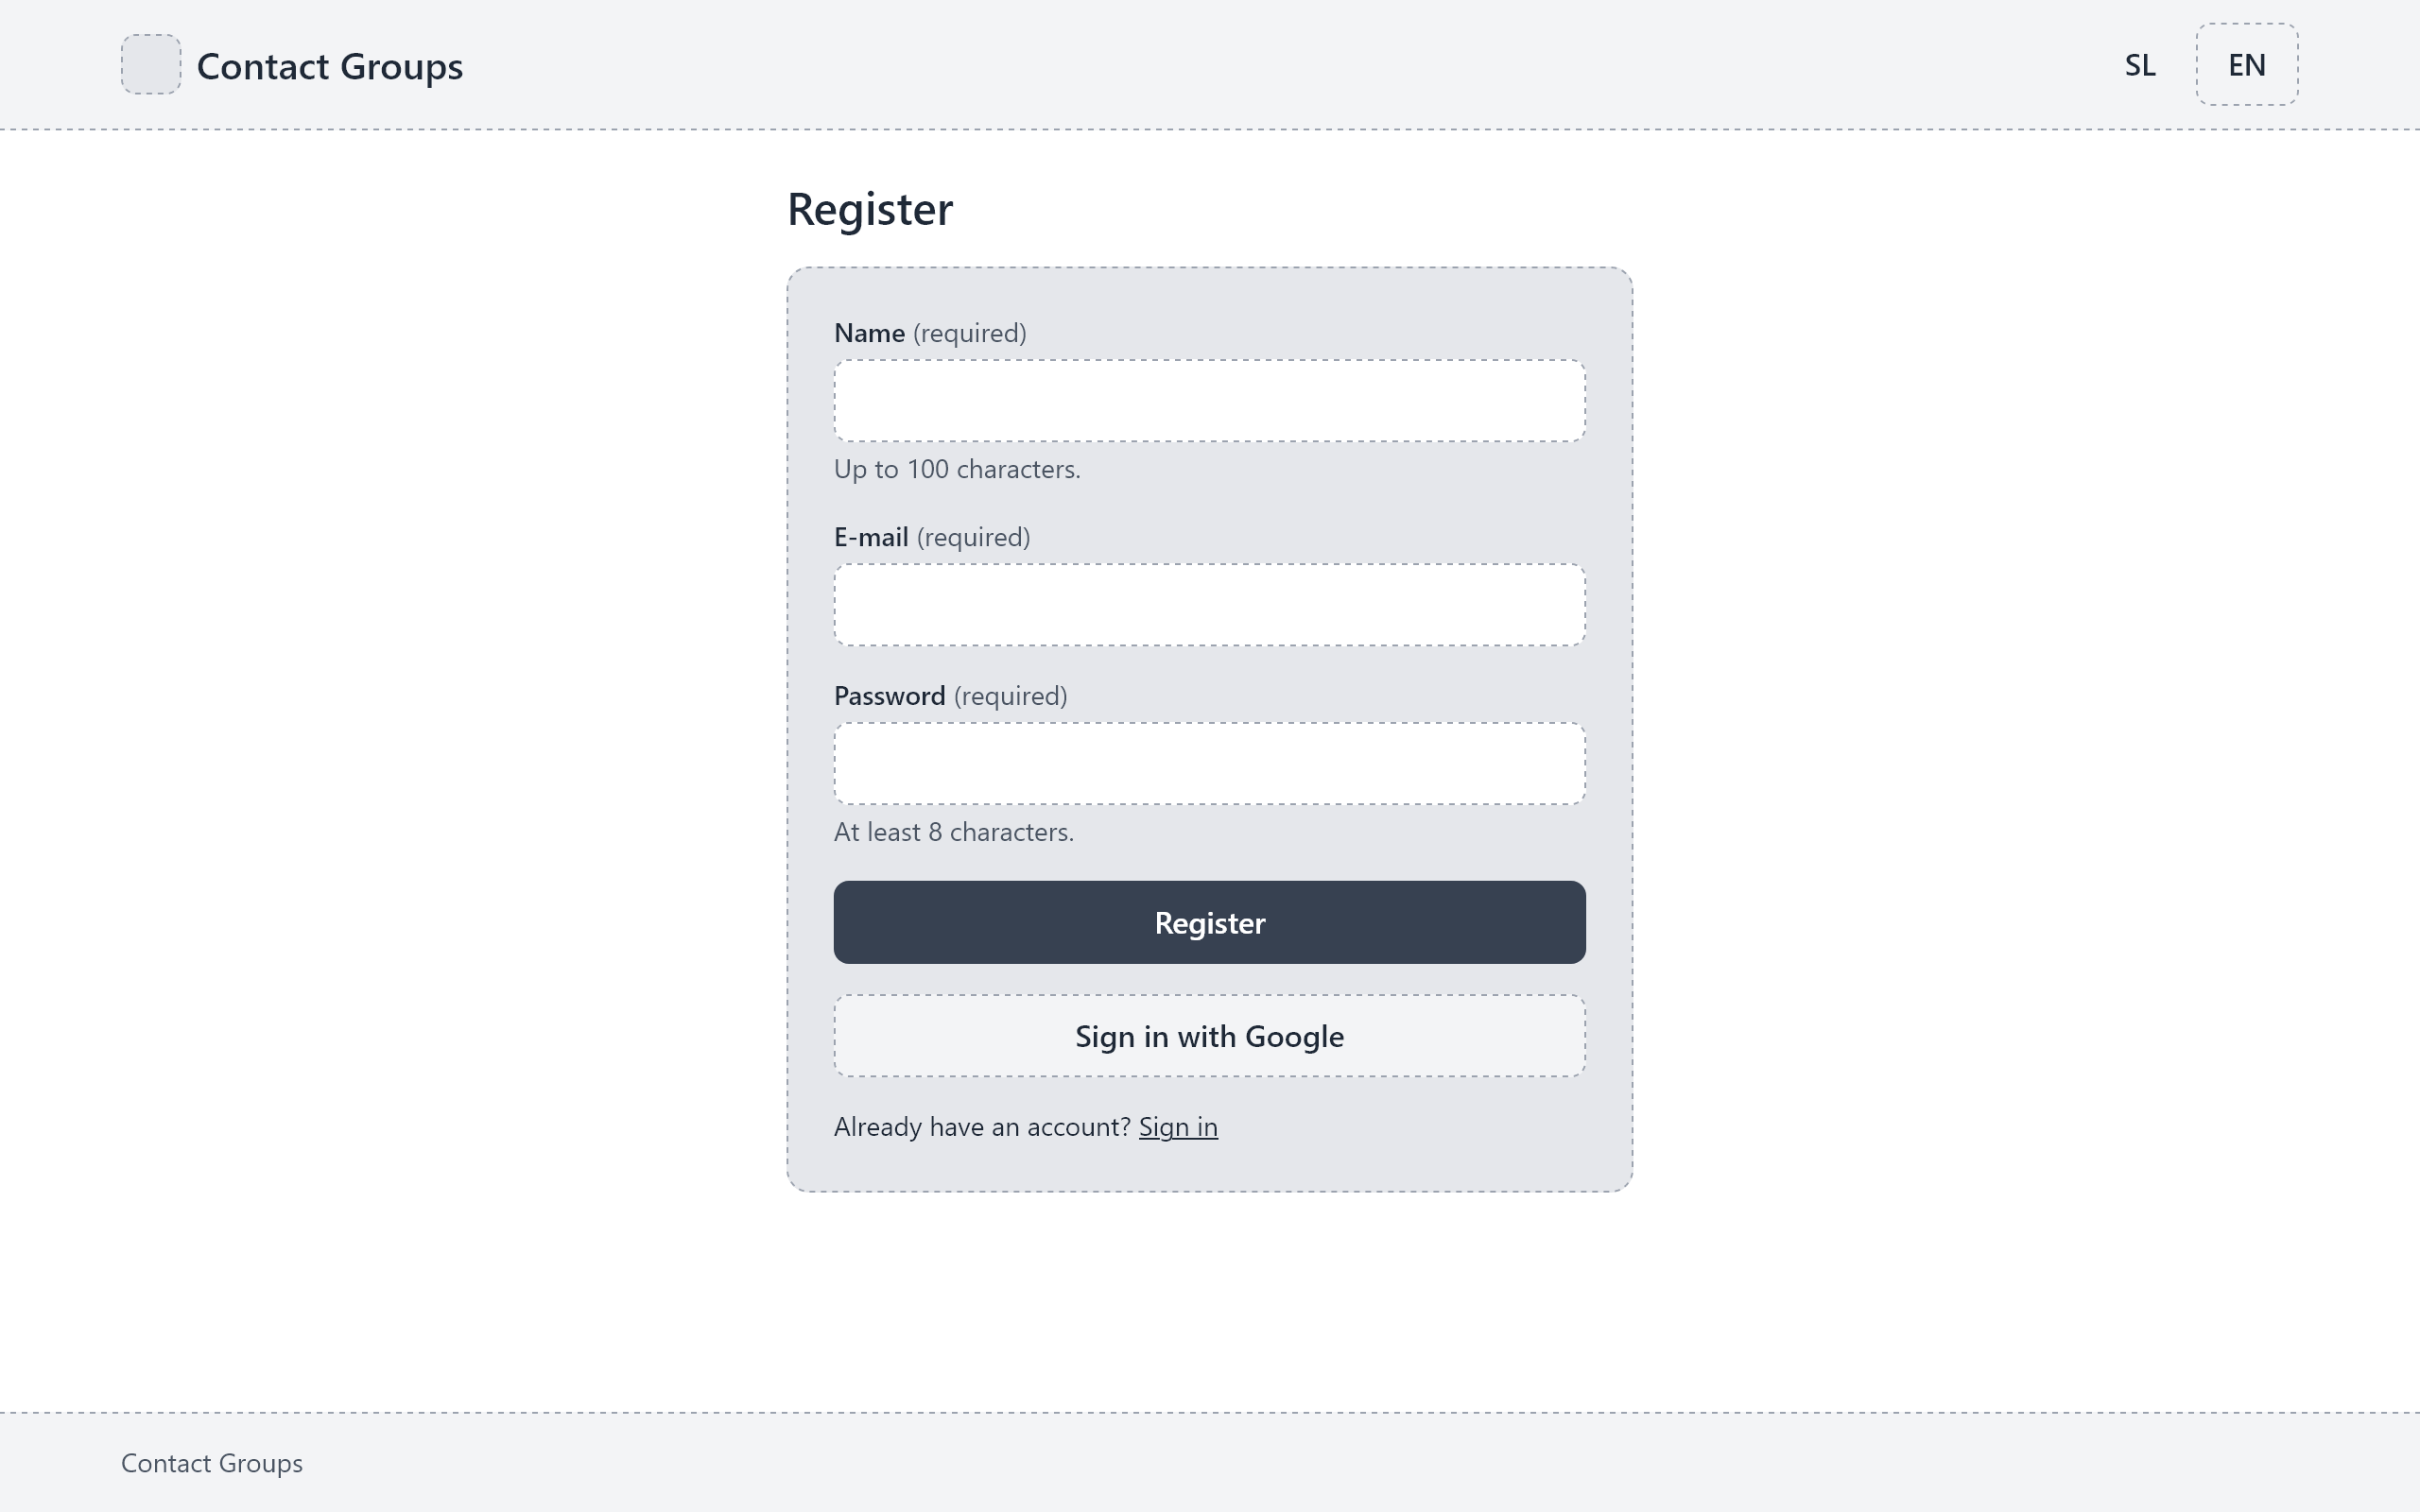 Contact Groups
SL
EN
Register
Name (required)
Up to 100 characters.
E-mail (required)
Password (required)
At least 8 characters.
Register
Sign in with Google
Already have an account? Sign in
Contact Groups